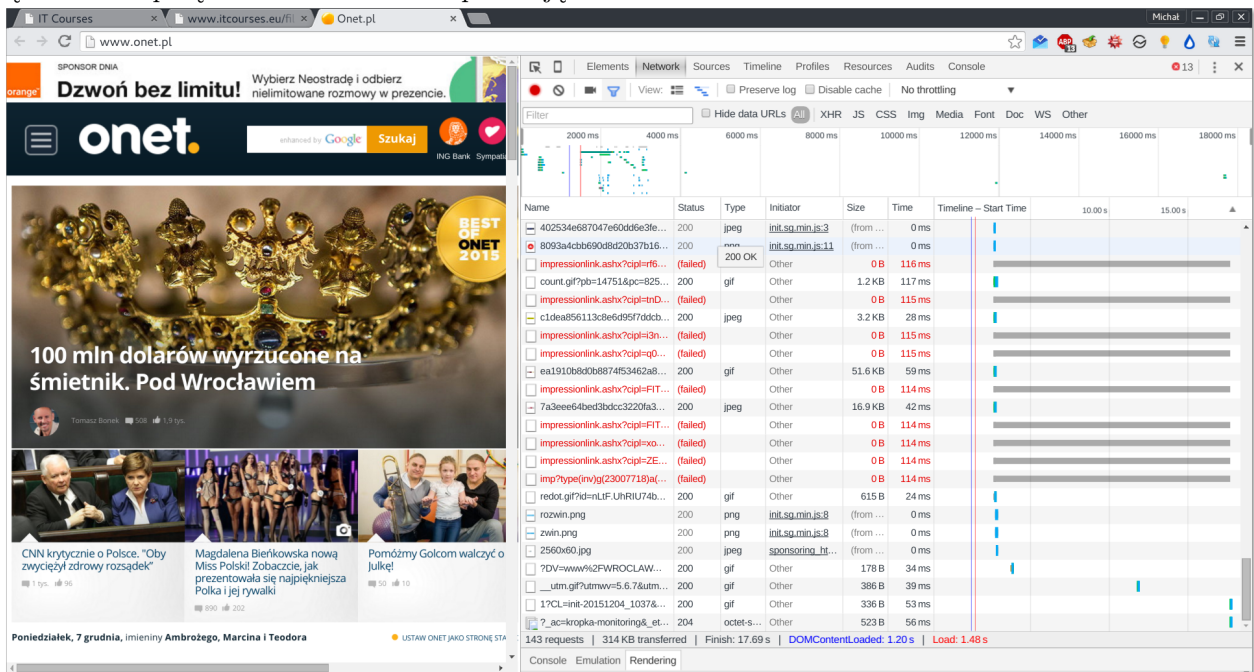 IT Courses
www.itcourses.eu/fil
Onet.pl
Michał
www.onet.pl
ABP
13
orange
SPONSOR DNIA
Dzwoń bez limitu!
Wybierz Neostradę i odbierz
nielimitowane rozmowy w prezencie.
onet.
enhanced by Google
Szukaj
ING Bank
Sympatia
BEST
OF
ONET
2015
100 mln dolarów wyrzucone na
śmietnik. Pod Wrocławiem
Tomasz Bonek 508 1,9 tys.
CNN krytycznie o Polsce. "Oby
zwyciężył zdrowy rozsądek"
1 tys. 96
Magdalena Bieńkowska nową
Miss Polski! Zobaczcie, jak
prezentowała się najpiękniejsza
Polka i jej rywalki
890 202
Pomóżmy Golcom walczyć o
Julkę!
50 10
Poniedziałek, 7 grudnia, imieniny Ambrożego, Marcina i Teodora
USTAW ONET JAKO STRONĘ STA
Elements Network Sources Timeline Profiles Resources Audits Console 13
View: Preserve log Disable cache No throttling
Filter Hide data URLs All XHR JS CSS Img Media Font Doc WS Other
2000 ms 4000 ms 6000 ms 8000 ms 10000 ms 12000 ms 14000 ms 16000 ms 18000 ms
Name Status Type Initiator Size Time Timeline – Start Time 10.00 s 15.00 s
402534e687047e60dd6e3fe... 200 jpeg init.sg.min.js:3 (from ... 0 ms
8093a4cbb690d8d20b37b16... 200 png init.sg.min.js:11 (from ... 0 ms
200 OK
impressionlink.ashx?cipl=rf6... (failed) Other 0 B 116 ms
count.gif?pb=14751&pc=825... 200 gif Other 1.2 KB 117 ms
impressionlink.ashx?cipl=tnD... (failed) Other 0 B 115 ms
c1dea856113c8e6d95f7ddcb... 200 jpeg Other 3.2 KB 28 ms
impressionlink.ashx?cipl=i3n... (failed) Other 0 B 115 ms
impressionlink.ashx?cipl=q0... (failed) Other 0 B 115 ms
ea1910b8d0b8874f53462a8... 200 gif Other 51.6 KB 59 ms
impressionlink.ashx?cipl=FIT... (failed) Other 0 B 114 ms
7a3eee64bed3bdcc3220fa3... 200 jpeg Other 16.9 KB 42 ms
impressionlink.ashx?cipl=FIT... (failed) Other 0 B 114 ms
impressionlink.ashx?cipl=xo... (failed) Other 0 B 114 ms
impressionlink.ashx?cipl=ZE... (failed) Other 0 B 114 ms
imp?type(inv)g(23007718)a(... (failed) Other 0 B 114 ms
redot.gif?id=nLtF.UhRIU74b... 200 gif Other 615 B 24 ms
rozwin.png 200 png init.sg.min.js:8 (from ... 0 ms
zwin.png 200 png init.sg.min.js:8 (from ... 0 ms
2560x60.jpg 200 jpeg sponsoring_ht... (from ... 0 ms
?DV=www%2FWROCLAW... 200 gif Other 178 B 34 ms
__utm.gif?utmwv=5.6.7&utm... 200 gif Other 386 B 39 ms
1?CL=init-20151204_1037&... 200 gif Other 336 B 53 ms
?_ac=kropka-monitoring&_et... 204 octet-s... Other 523 B 56 ms
143 requests | 314 KB transferred | Finish: 17.69 s | DOMContentLoaded: 1.20 s | Load: 1.48 s
Console Emulation Rendering